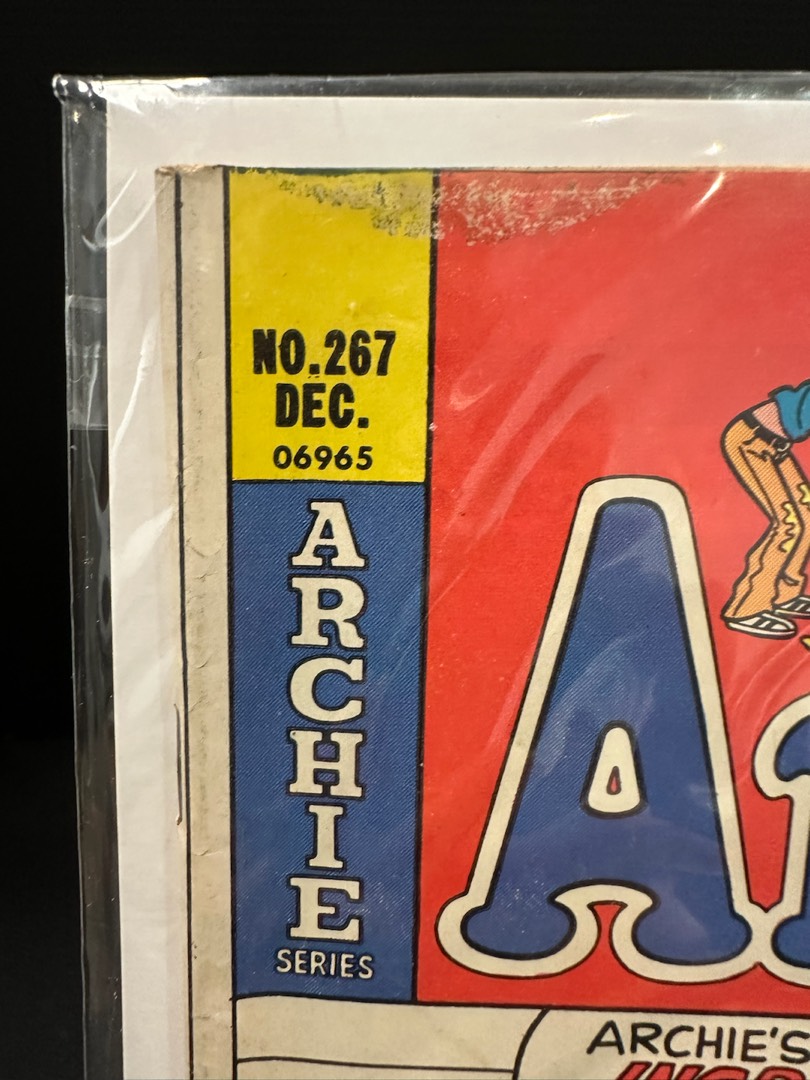 NO.267
DEC.
06965
ARCHIE
SERIES
A
ARCHIE'S